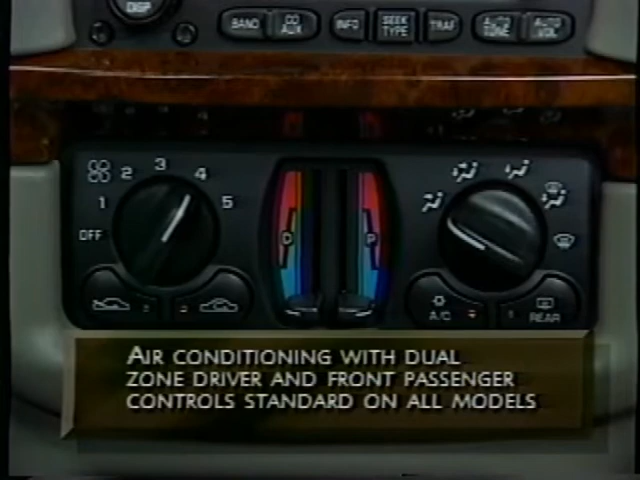 DISP
BAND CD AUX INFO SEEK TYPE TRAF AUTO TONE AUTO VOL
OFF 1 2 3 4 5
D P
A/C REAR
AIR CONDITIONING WITH DUAL
ZONE DRIVER AND FRONT PASSENGER
CONTROLS STANDARD ON ALL MODELS